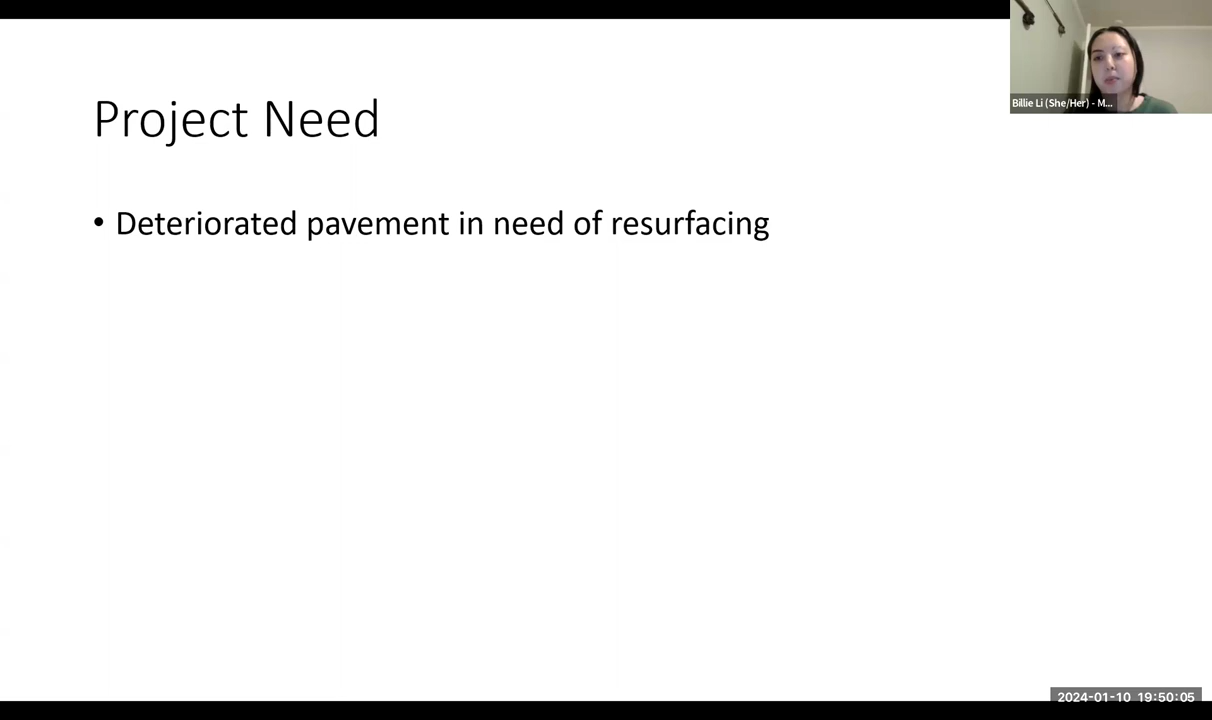 Project Need
• Deteriorated pavement in need of resurfacing
Billie Li (She/Her) - M...
2024-01-10 19:50:05